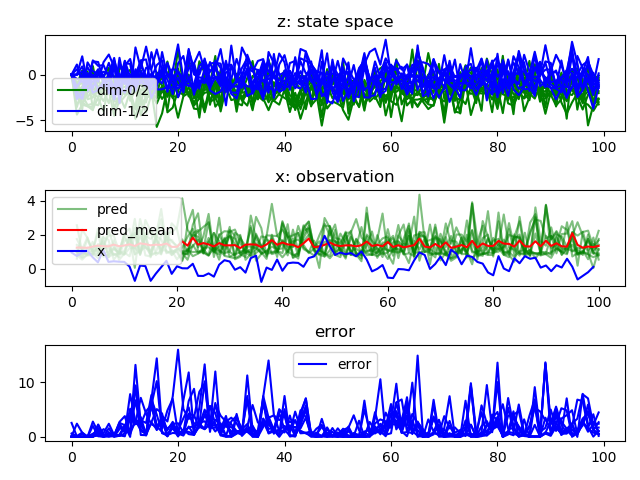 z: state space
0
−5
dim-0/2
dim-1/2
0 20 40 60 80 100
x: observation
4
2
0
pred
pred_mean
x
0 20 40 60 80 100
error
10
0
error
0 20 40 60 80 100